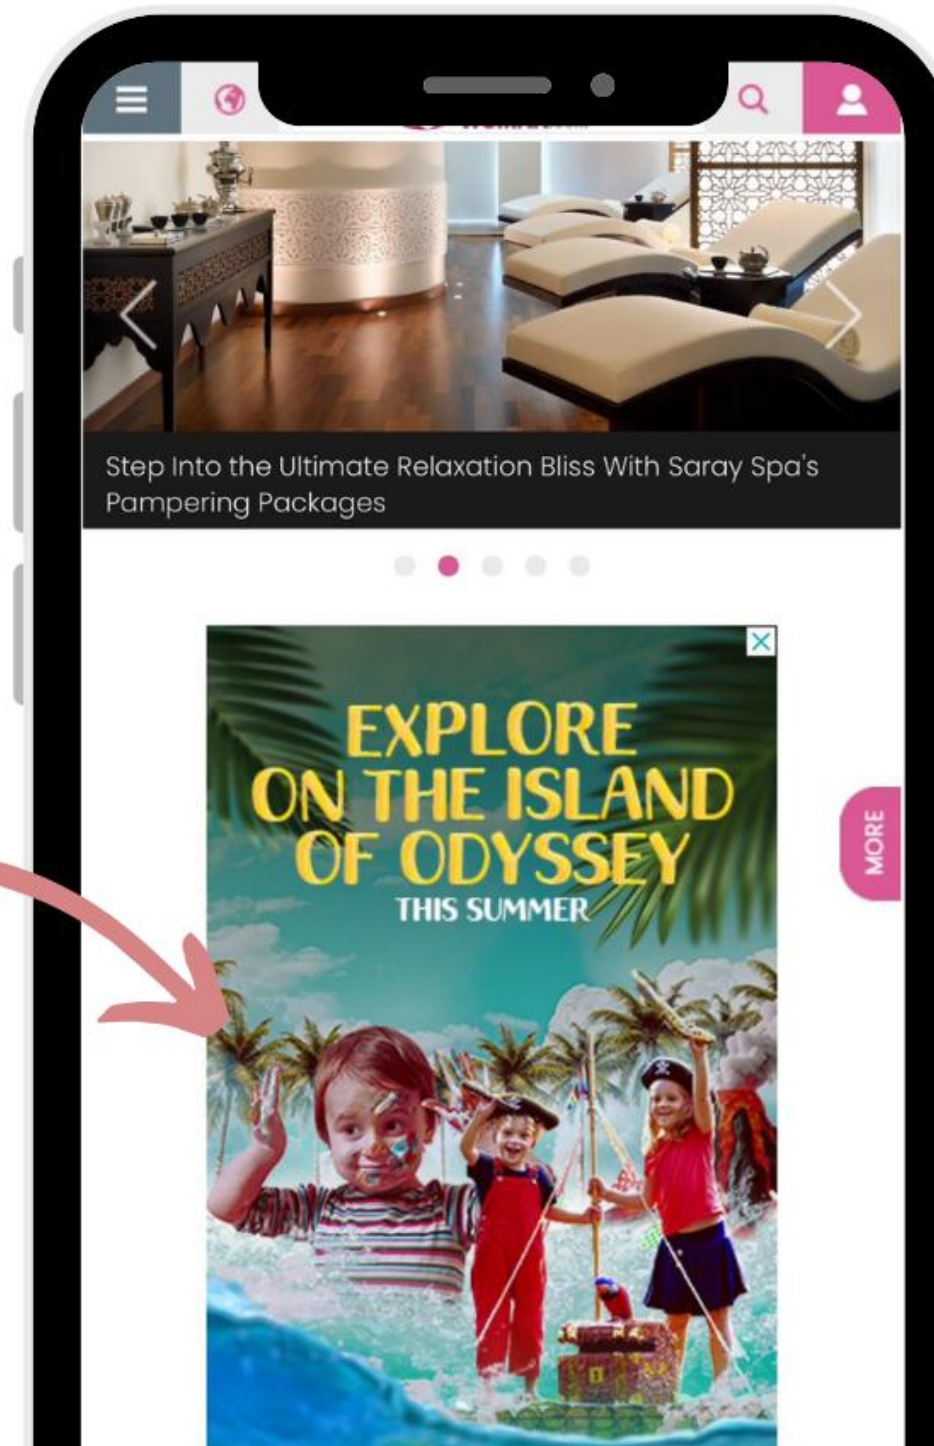 Step Into the Ultimate Relaxation Bliss With Saray Spa's
Pampering Packages
EXPLORE
ON THE ISLAND
OF ODYSSEY
THIS SUMMER
MORE